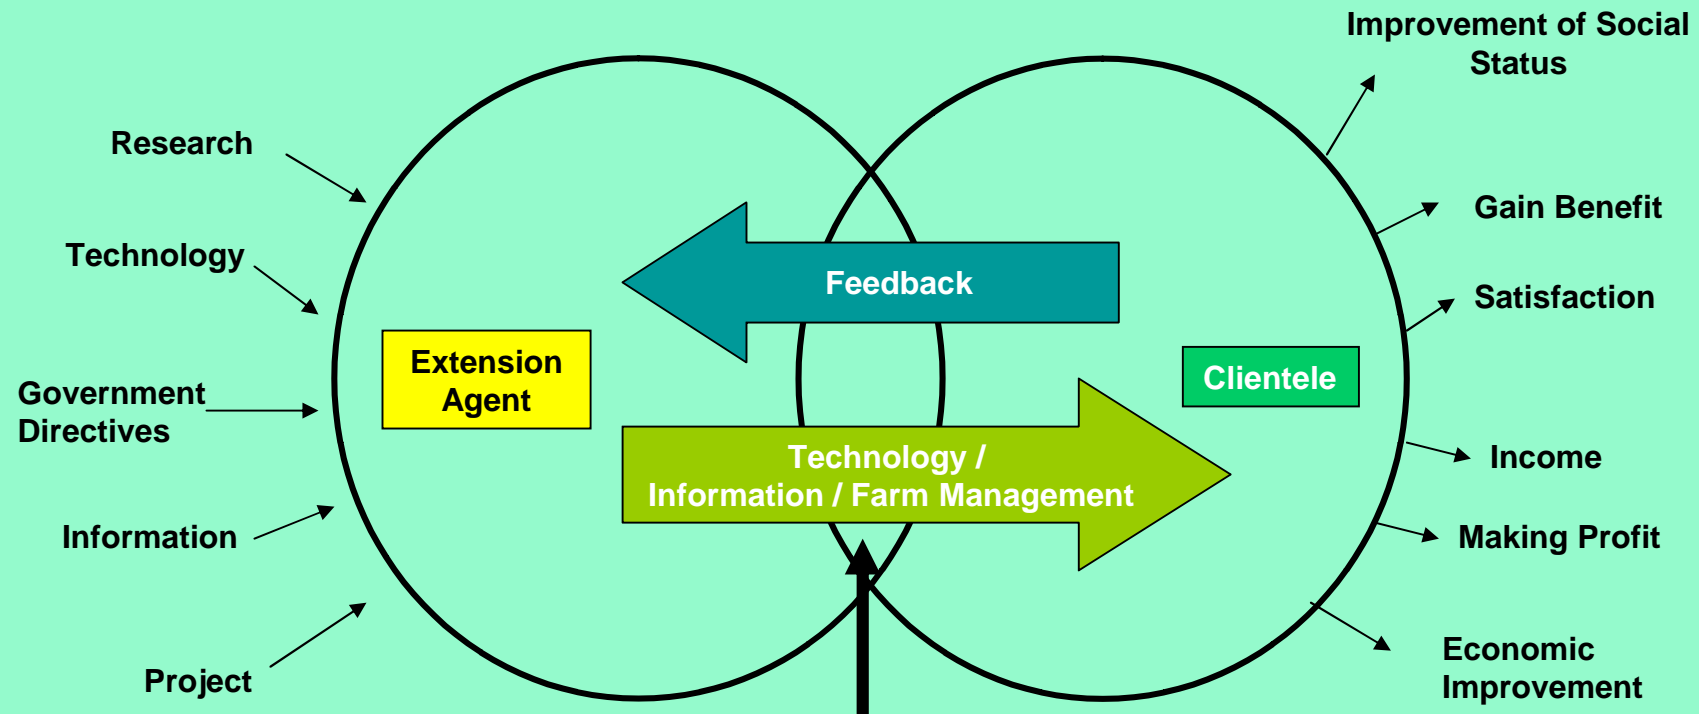 Improvement of Social
Status
Research
Gain Benefit
Technology
Feedback
Satisfaction
Extension
Agent
Clientele
Government
Directives
Technology /
Information / Farm Management
Income
Information
Making Profit
Project
Economic
Improvement